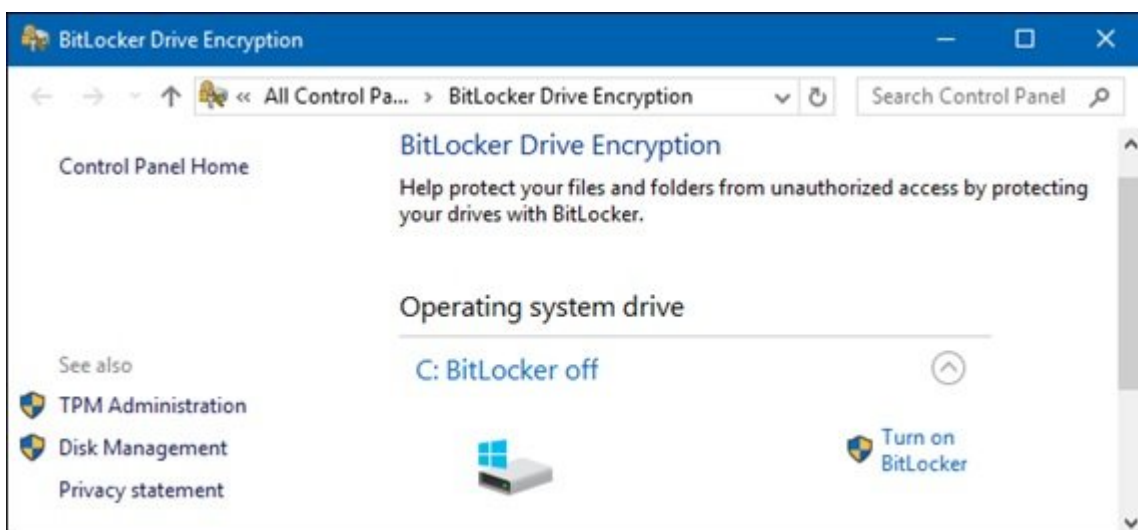 BitLocker Drive Encryption
« All Control Pa... › BitLocker Drive Encryption
Search Control Panel
Control Panel Home
BitLocker Drive Encryption
Help protect your files and folders from unauthorized access by protecting
your drives with BitLocker.
Operating system drive
C: BitLocker off
Turn on
BitLocker
See also
TPM Administration
Disk Management
Privacy statement